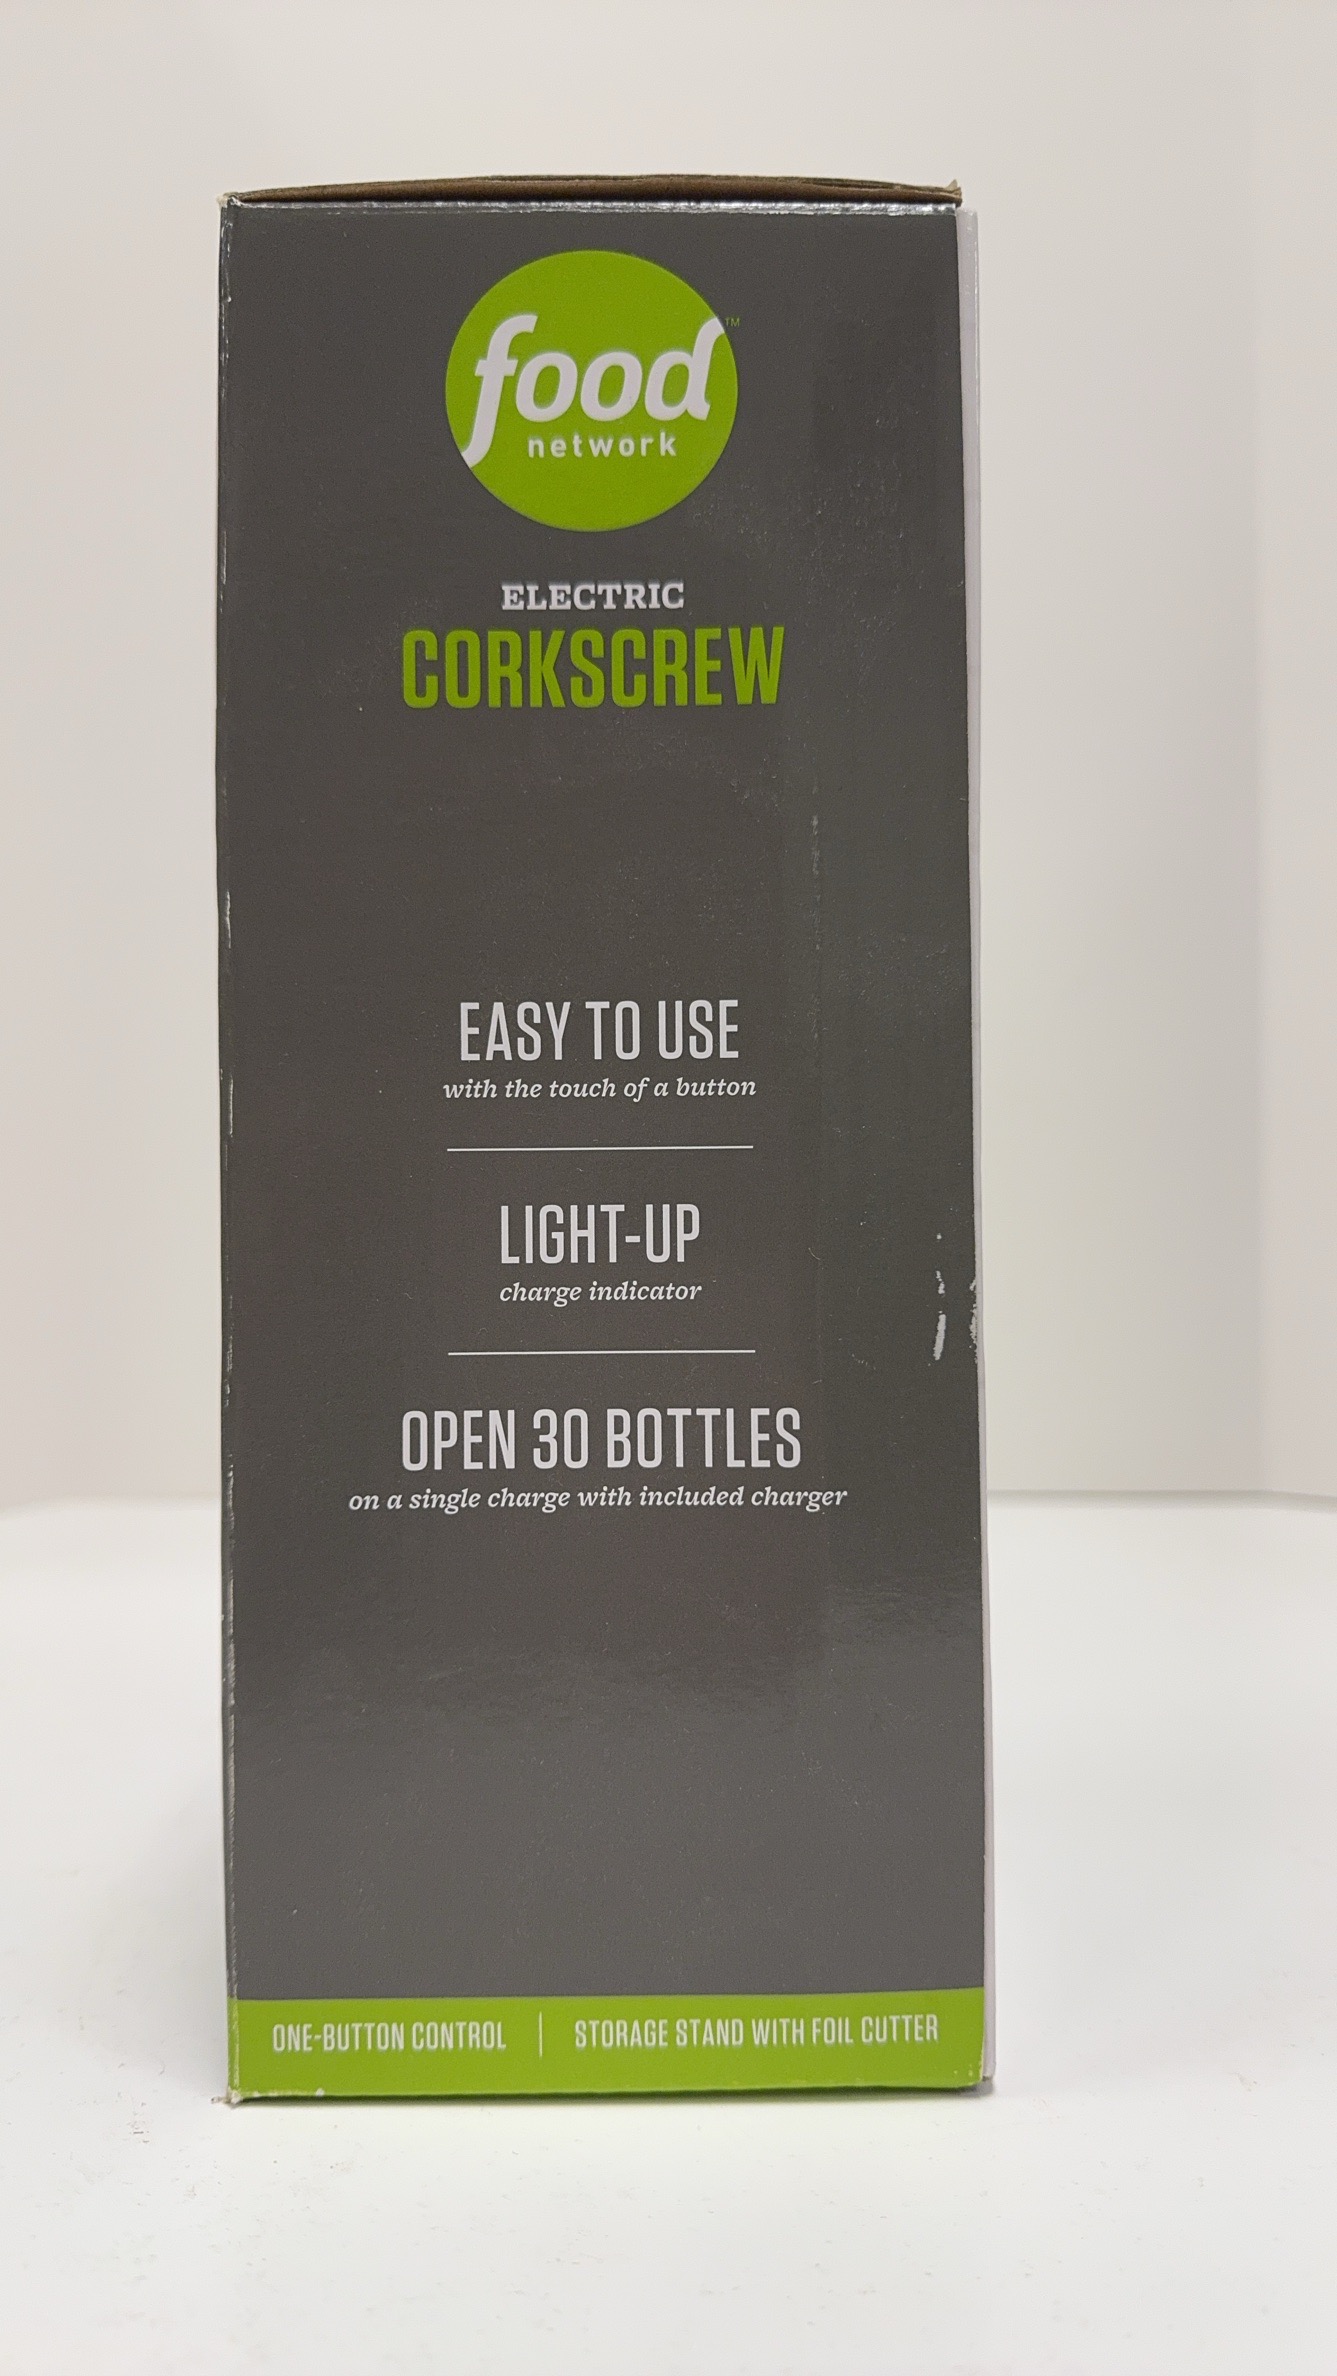 food
™
network
ELECTRIC
CORKSCREW
EASY TO USE
with the touch of a button
LIGHT-UP
charge indicator
OPEN 30 BOTTLES
on a single charge with included charger
ONE-BUTTON CONTROL | STORAGE STAND WITH FOIL CUTTER